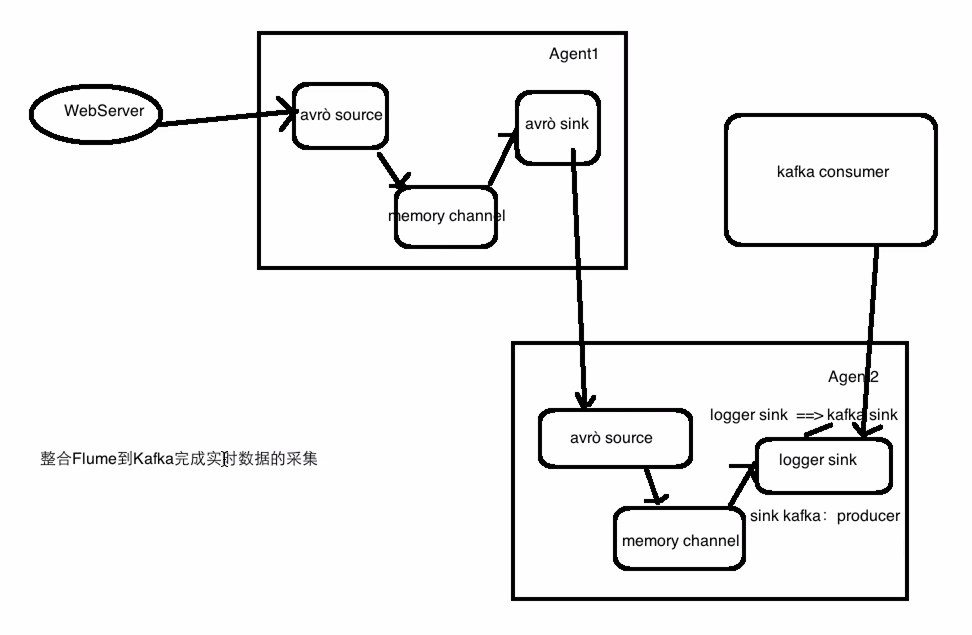 Agent1
WebServer
avrò source
avrò sink
memory channel
kafka consumer
Agent2
logger sink ==> kafka sink
avrò source
logger sink
整合Flume到Kafka完成实时数据的采集
sink kafka：producer
memory channel